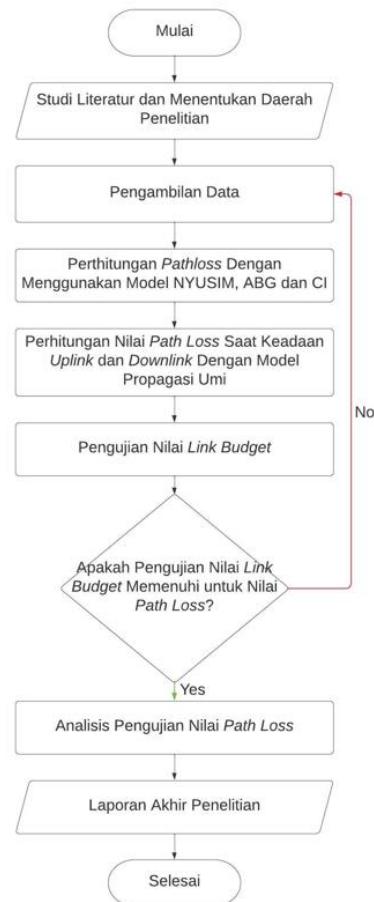 Mulai
Studi Literatur dan Menentukan Daerah
Penelitian
Pengambilan Data
Perthitungan Pathloss Dengan
Menggunakan Model NYUSIM, ABG dan CI
Perhitungan Nilai Path Loss Saat Keadaan
Uplink dan Downlink Dengan Model
Propagasi Umi
Pengujian Nilai Link Budget
No
Apakah Pengujian Nilai Link
Budget Memenuhi untuk Nilai
Path Loss?
Yes
Analisis Pengujian Nilai Path Loss
Laporan Akhir Penelitian
Selesai